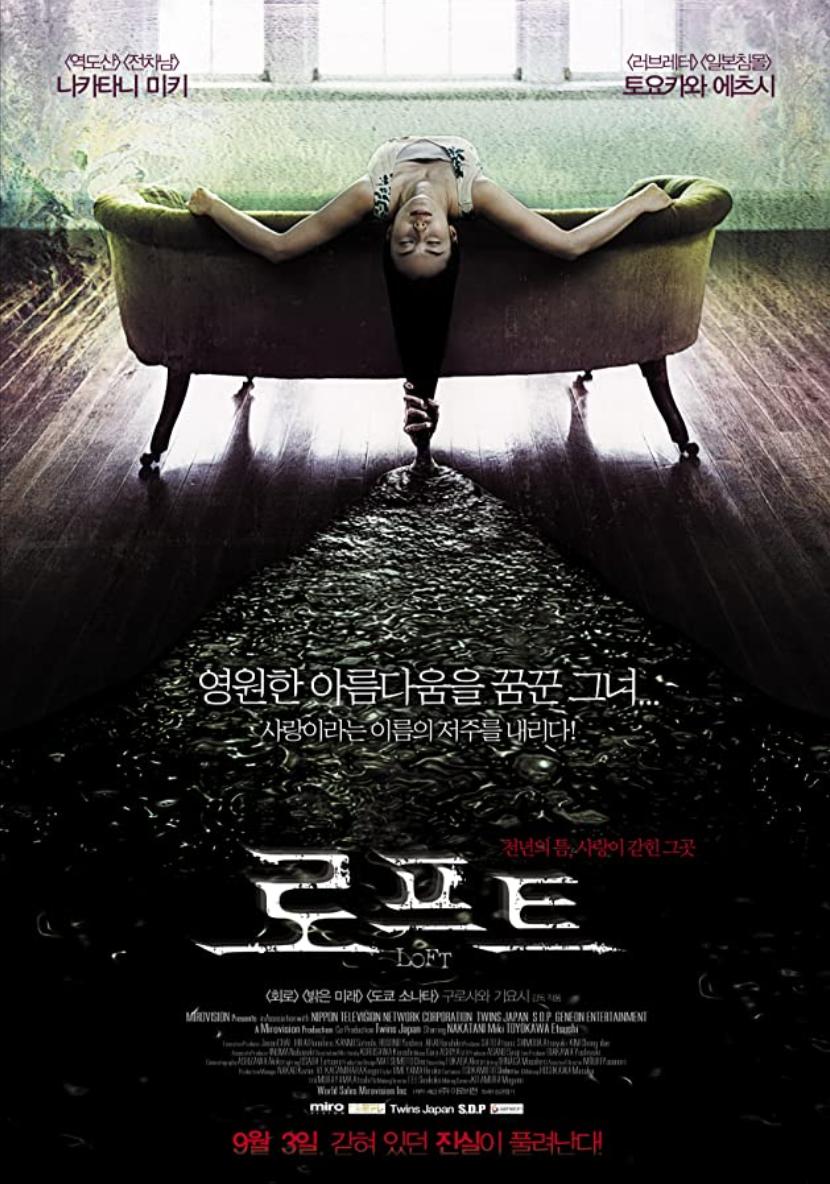 〈역도산〉〈전차남〉
나카타니 미키
〈러브레터〉〈일본침몰〉
토요카와 에츠시
영원한 아름다움을 꿈꾼 그녀...
사랑이라는 이름의 저주를 내리다!
천년의 틈, 사랑이 갇힌 그곳
로프트
LOFT
〈회로〉〈밝은 미래〉〈도쿄 소나타〉 구로사와 기요시 감독 작품
MIROVISION Presents in Association with NIPPON TELEVISION NETWORK CORPORATION TWINS JAPAN S.D.P GENEON ENTERTAINMENT
A Mirovision Production Co Production Twins Japan Starring NAKATANI Miki TOYOKAWA Etsushi
World Sales Mirovision Inc
miro Twins Japan S.D.P geneon
9월 3일, 갇혀 있던 진실이 풀려난다!